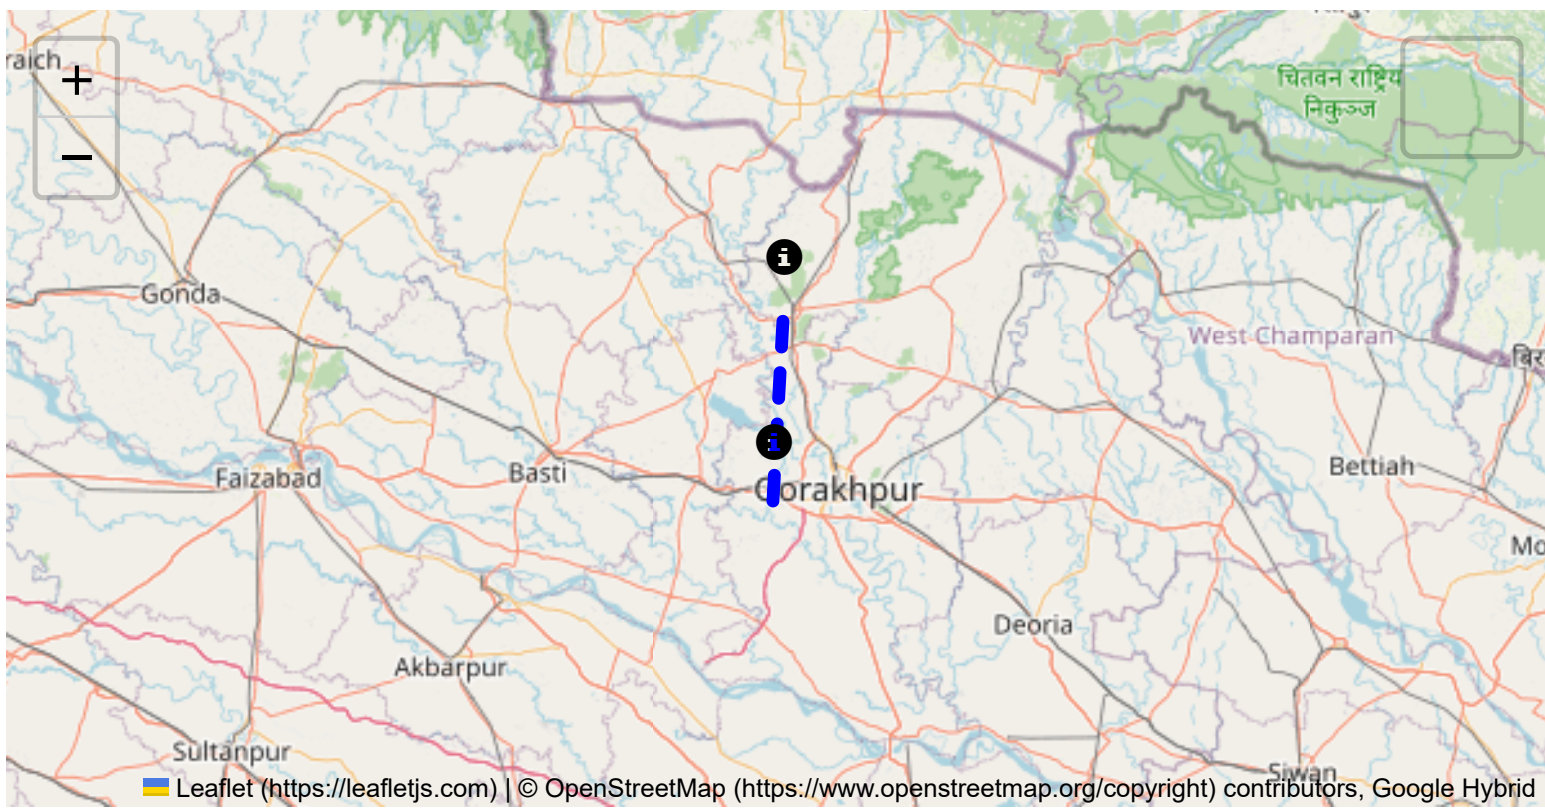 raich
+
चितवन राष्ट्रिय
निकुञ्ज
−
i
Gonda
West Champaran
बिर
i
Basti
Bettiah
Faizabad
Gorakhpur
Mo
Deoria
Akbarpur
Sultanpur
Siwan
Leaflet (https://leafletjs.com) | © OpenStreetMap (https://www.openstreetmap.org/copyright) contributors, Google Hybrid